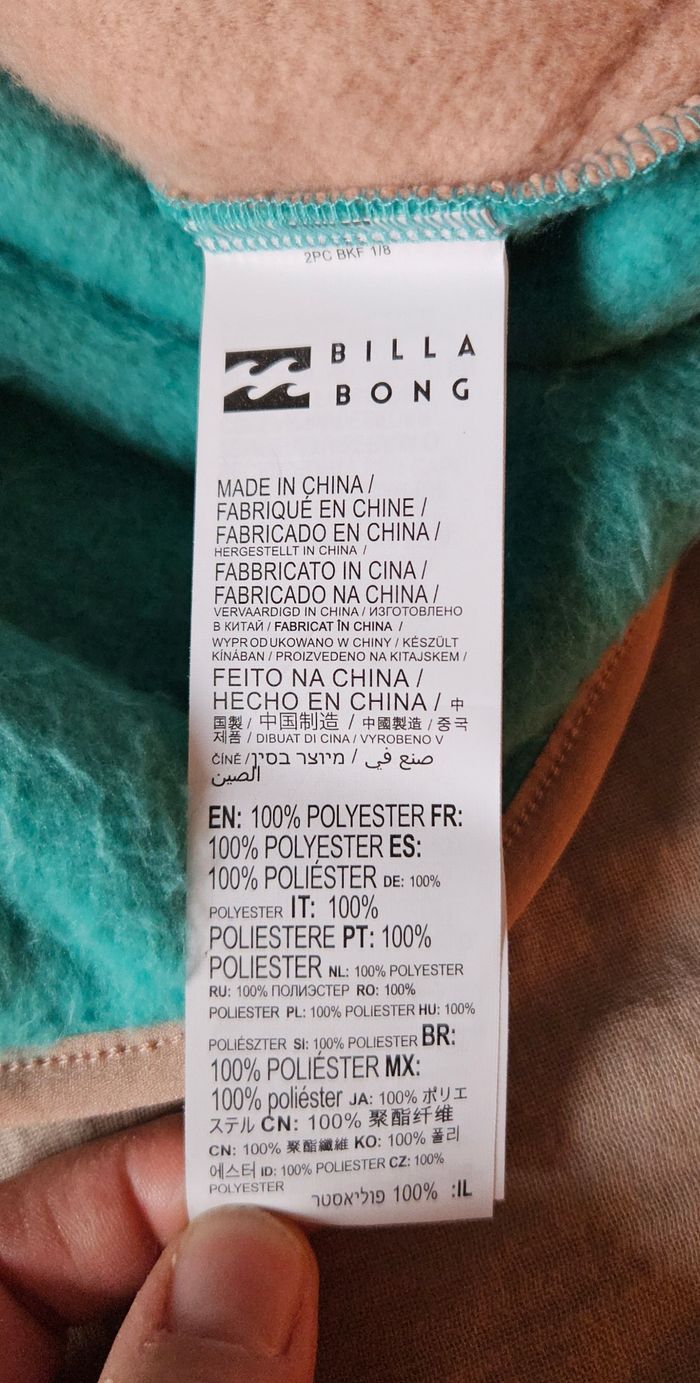 2PC BKF 1/8
BILLA
BONG
MADE IN CHINA /
FABRIQUÉ EN CHINE /
FABRICADO EN CHINA /
HERGESTELLT IN CHINA /
FABBRICATO IN CINA /
FABRICADO NA CHINA /
VERVAARDIGD IN CHINA / ИЗГОТОВЛЕНО
В КИТАЙ / FABRICAT ÎN CHINA /
WYPRODUKOWANO W CHINY / KÉSZÜLT
KÍNÁBAN / PROIZVEDENO NA KITAJSKEM /
FEITO NA CHINA /
HECHO EN CHINA / 中
国製 / 中国制造 / 中國製造 / 중국
제품 / DIBUAT DI CINA / VYROBENO V
ČÍNĚ / מיוצר בסין / صنع في
الصين
EN: 100% POLYESTER FR:
100% POLYESTER ES:
100% POLIÉSTER DE: 100%
POLYESTER IT: 100%
POLIESTERE PT: 100%
POLIESTER NL: 100% POLYESTER
RU: 100% ПОЛИЭСТЕР RO: 100%
POLIESTER PL: 100% POLIESTER HU: 100%
POLIÉSZTER SI: 100% POLIESTER BR:
100% POLIÉSTER MX:
100% poliéster JA: 100% ポリエ
ステル CN: 100% 聚酯纤维
CN: 100% 聚酯纖維 KO: 100% 폴리
에스터 ID: 100% POLIESTER CZ: 100%
POLYESTER
IL: 100% פוליאסטר